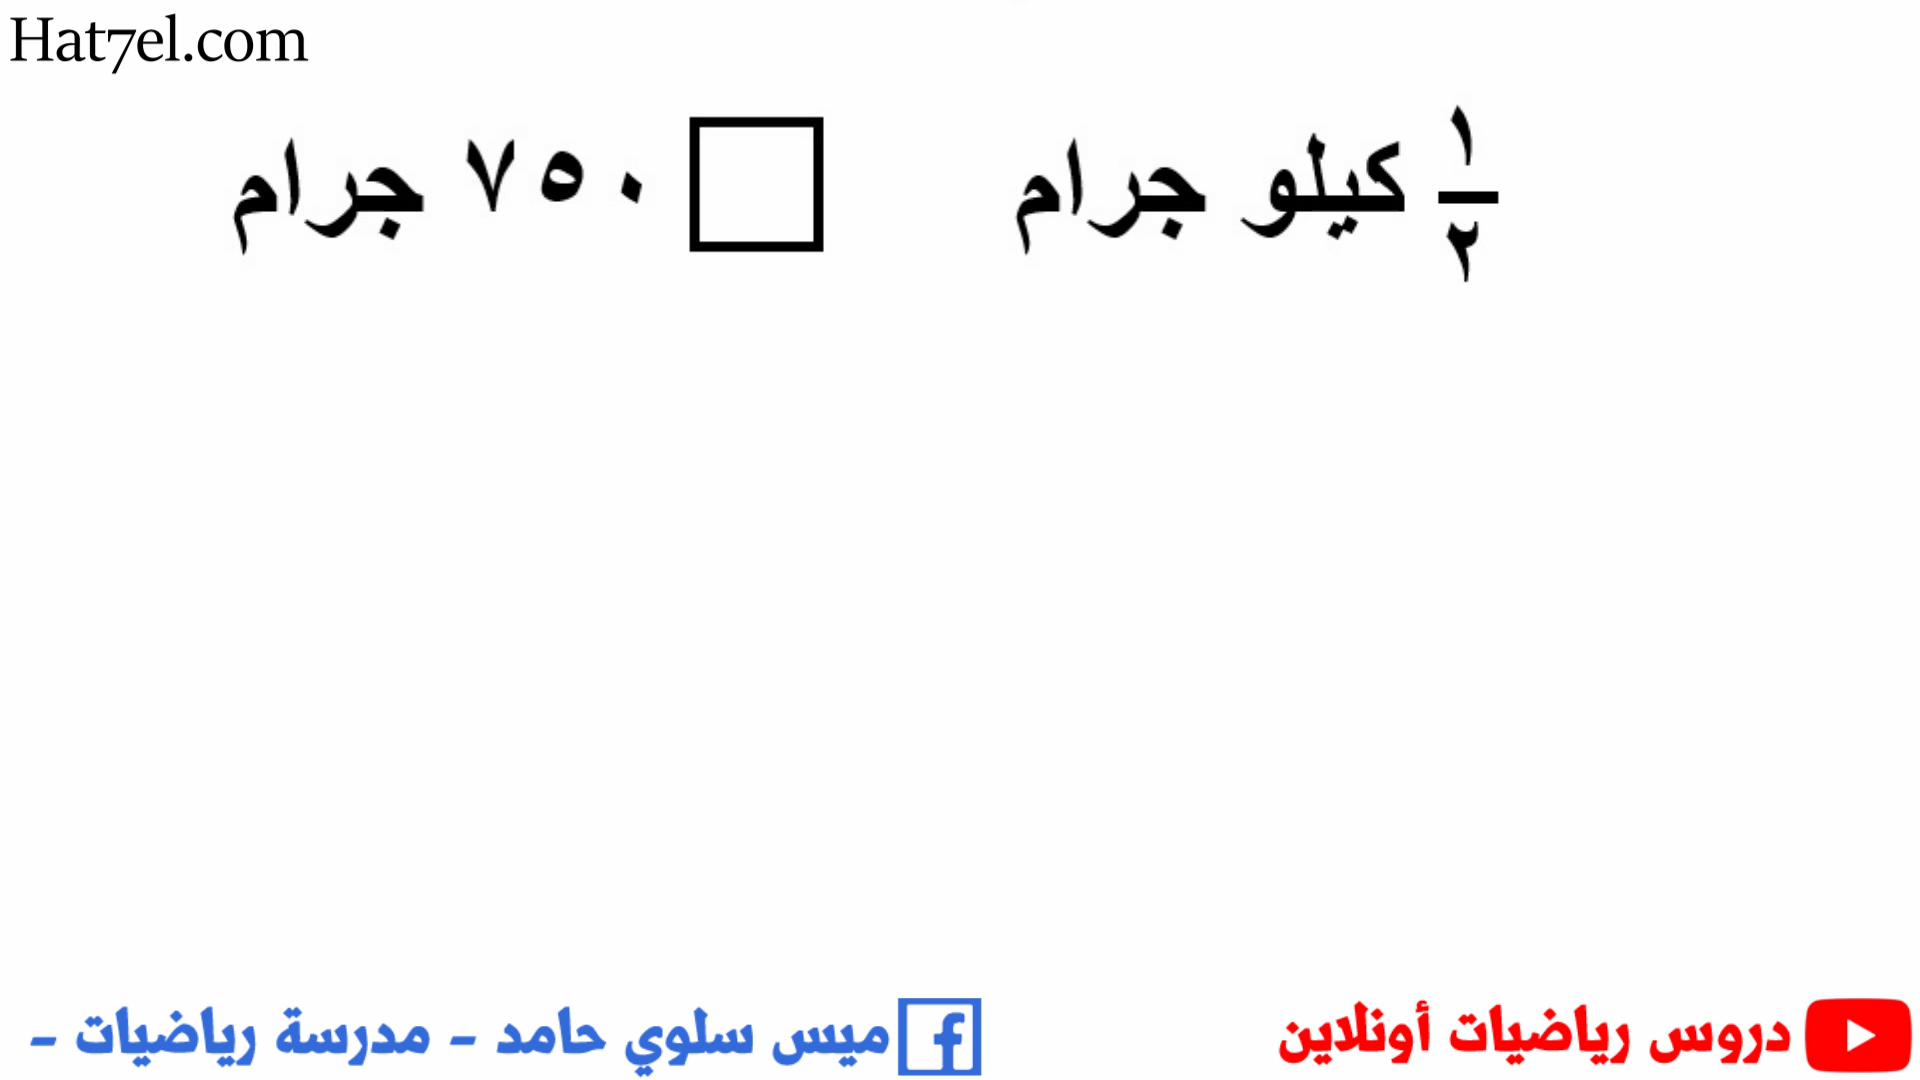 Hat7el.com
١/٢ كيلو جرام □ ٧٥٠ جرام
دروس رياضيات أونلاين
ميس سلوي حامد - مدرسة رياضيات -